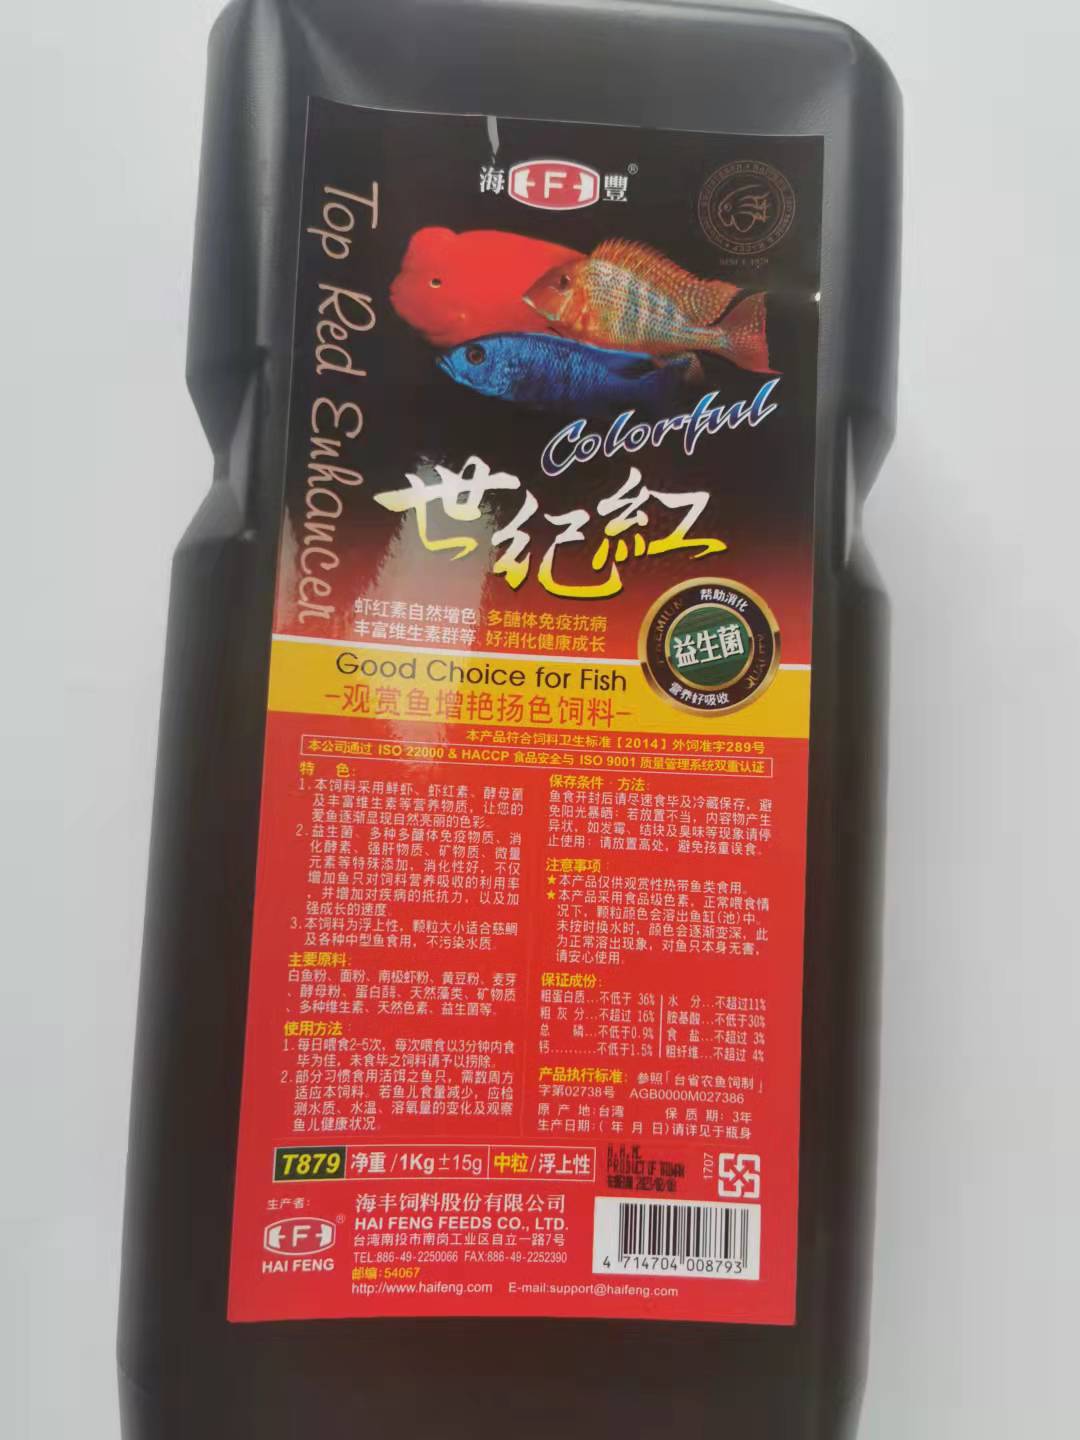 海 F 豐®
SINCE 1979
Top Red Enhancer
Colorful
世纪紅
虾红素自然增色 多醣体免疫抗病
丰富维生素群等 好消化健康成长
帮助消化
PREMIUM
益生菌
营养好吸收
Good Choice for Fish
-观赏鱼增艳扬色饲料-
本产品符合饲料卫生标准【2014】外饲准字289号
本公司通过 ISO 22000 & HACCP 食品安全与 ISO 9001 质量管理系统双重认证
特 色:
1.本饲料采用鲜虾、虾红素、酵母菌
及丰富维生素等营养物质，让您的
爱鱼逐渐显现自然亮丽的色彩。
2.益生菌、多种多醣体免疫物质、消
化酵素、强肝物质、矿物质、微量
元素等特殊添加，消化性好，不仅
增加鱼只对饲料营养吸收的利用率
，并增加对疾病的抵抗力，以及加
强成长的速度。
3.本饲料为浮上性，颗粒大小适合慈鲷
及各种中型鱼食用，不污染水质。
主要原料:
白鱼粉、面粉、南极虾粉、黄豆粉、麦芽
、酵母粉、蛋白酶、天然藻类、矿物质
、多种维生素、天然色素、益生菌等。
使用方法:
1.每日喂食2-5次，每次喂食以3分钟内食
毕为佳，未食毕之饲料请予以捞除。
2.部分习惯食用活饵之鱼只，需数周方
适应本饲料。若鱼儿食量减少，应检
测水质、水温、溶氧量的变化及观察
鱼儿健康状况。
保存条件·方法:
鱼食开封后请尽速食毕及冷藏保存，避
免阳光暴晒；若放置不当，内容物产生
异状，如发霉、结块及臭味等现象请停
止使用；请放置高处，避免孩童误食。
注意事项:
★本产品仅供观赏性热带鱼类食用。
★本产品采用食品级色素，正常喂食情
况下，颗粒颜色会溶出鱼缸(池)中。
未按时换水时，颜色会逐渐变深，此
为正常溶出现象，对鱼只本身无害，
请安心使用。
保证成份:
粗蛋白质...不低于 36% 水 分...不超过11%
粗 灰 分...不超过 16% 胺基酸...不低于30%
总 磷...不低于0.9% 食 盐...不超过 3%
钙..........不低于1.5% 粗纤维...不超过 4%
产品执行标准: 参照「台省农鱼饲制」
字第02738号 AGB0000M027386
原 产 地:台湾 保 质 期: 3年
生产日期:( 年 月 日)请详见于瓶身
T879 净重/1Kg±15g 中粒/浮上性
PRODUCT OF TAIWAN
1707
生产者:
F®
HAI FENG
海丰饲料股份有限公司
HAI FENG FEEDS CO., LTD.
台湾南投市南岗工业区自立一路7号
TEL:886-49-2250066 FAX:886-49-2252390
邮编:54067
http://www.haifeng.com E-mail:support@haifeng.com
4 714704 008793